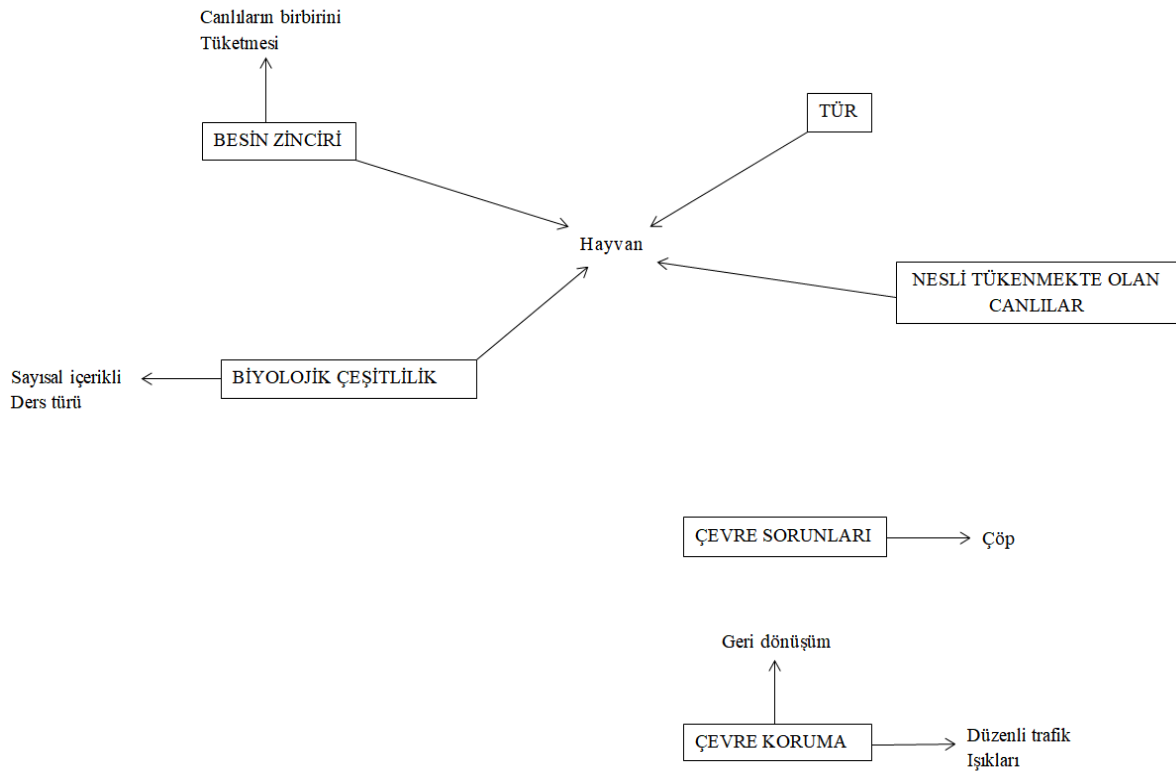 Canlıların birbirini
Tüketmesi
TÜR
BESİN ZİNCİRİ
Hayvan
NESLİ TÜKENMEKTE OLAN
CANLILAR
Sayısal içerikli
Ders türü
BİYOLOJİK ÇEŞİTLİLİK
ÇEVRE SORUNLARI
Çöp
Geri dönüşüm
ÇEVRE KORUMA
Düzenli trafik
Işıkları